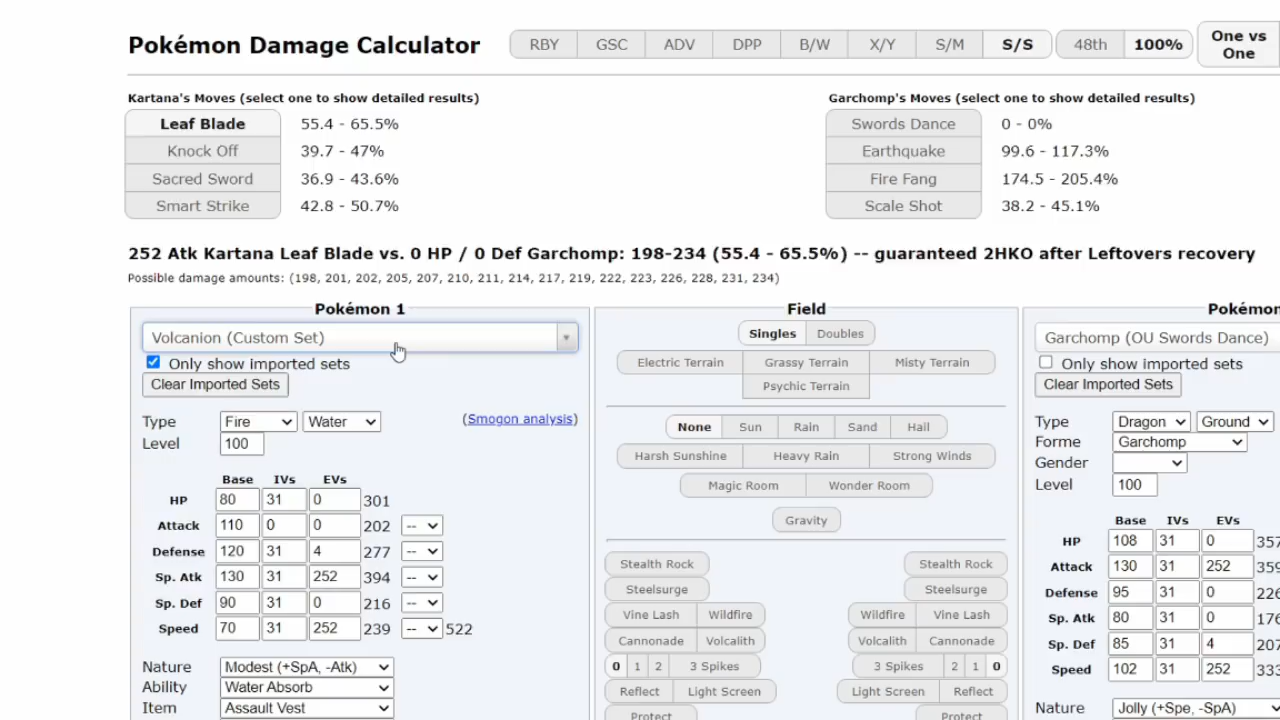 Pokémon Damage Calculator
RBY GSC ADV DPP B/W X/Y S/M S/S 48th 100% One vs One
Kartana's Moves (select one to show detailed results)
Leaf Blade 55.4 - 65.5%
Knock Off 39.7 - 47%
Sacred Sword 36.9 - 43.6%
Smart Strike 42.8 - 50.7%
Garchomp's Moves (select one to show detailed results)
Swords Dance 0 - 0%
Earthquake 99.6 - 117.3%
Fire Fang 174.5 - 205.4%
Scale Shot 38.2 - 45.1%
252 Atk Kartana Leaf Blade vs. 0 HP / 0 Def Garchomp: 198-234 (55.4 - 65.5%) -- guaranteed 2HKO after Leftovers recovery
Possible damage amounts: (198, 201, 202, 205, 207, 210, 211, 214, 217, 219, 222, 223, 226, 228, 231, 234)
Pokémon 1
Volcanion (Custom Set)
Only show imported sets
Clear Imported Sets
Type Fire Water (Smogon analysis)
Level 100
Base IVs EVs
HP 80 31 0 301
Attack 110 0 0 202 --
Defense 120 31 4 277 --
Sp. Atk 130 31 252 394 --
Sp. Def 90 31 0 216 --
Speed 70 31 252 239 -- 522
Nature Modest (+SpA, -Atk)
Ability Water Absorb
Item Assault Vest
Field
Singles Doubles
Electric Terrain Grassy Terrain Misty Terrain
Psychic Terrain
None Sun Rain Sand Hail
Harsh Sunshine Heavy Rain Strong Winds
Magic Room Wonder Room
Gravity
Stealth Rock Stealth Rock
Steelsurge Steelsurge
Vine Lash Wildfire Wildfire Vine Lash
Cannonade Volcalith Volcalith Cannonade
0 1 2 3 Spikes 3 Spikes 2 1 0
Reflect Light Screen Light Screen Reflect
Protect Protect
Pokémon
Garchomp (OU Swords Dance)
Only show imported sets
Clear Imported Sets
Type Dragon Ground
Forme Garchomp
Gender
Level 100
Base IVs EVs
HP 108 31 0 357
Attack 130 31 252 359
Defense 95 31 0 226
Sp. Atk 80 31 0 176
Sp. Def 85 31 4 207
Speed 102 31 252 333
Nature Jolly (+Spe, -SpA)